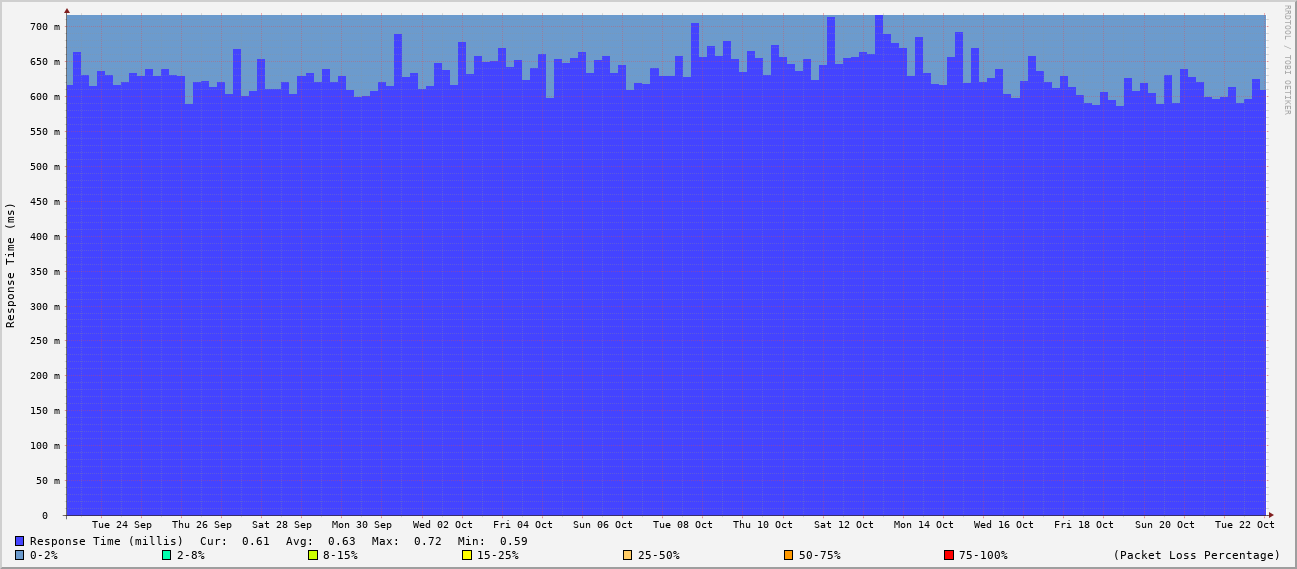 700 m
650 m
600 m
550 m
500 m
450 m
400 m
350 m
300 m
250 m
200 m
150 m
100 m
50 m
0
Response Time (ms)
RRDTOOL / TOBI OETIKER
Tue 24 Sep Thu 26 Sep Sat 28 Sep Mon 30 Sep Wed 02 Oct Fri 04 Oct Sun 06 Oct Tue 08 Oct Thu 10 Oct Sat 12 Oct Mon 14 Oct Wed 16 Oct Fri 18 Oct Sun 20 Oct Tue 22 Oct
Response Time (millis) Cur: 0.61 Avg: 0.63 Max: 0.72 Min: 0.59
0-2% 2-8% 8-15% 15-25% 25-50% 50-75% 75-100% (Packet Loss Percentage)